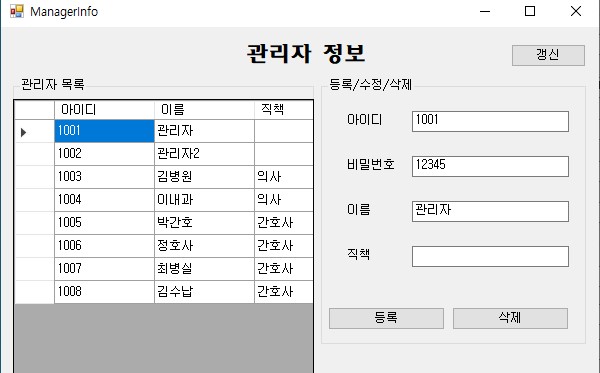 ManagerInfo
관리자 정보
갱신
관리자 목록
아이디 이름 직책
1001 관리자
1002 관리자2
1003 김병원 의사
1004 이내과 의사
1005 박간호 간호사
1006 정호사 간호사
1007 최병실 간호사
1008 김수납 간호사
등록/수정/삭제
아이디 1001
비밀번호 12345
이름 관리자
직책
등록 삭제